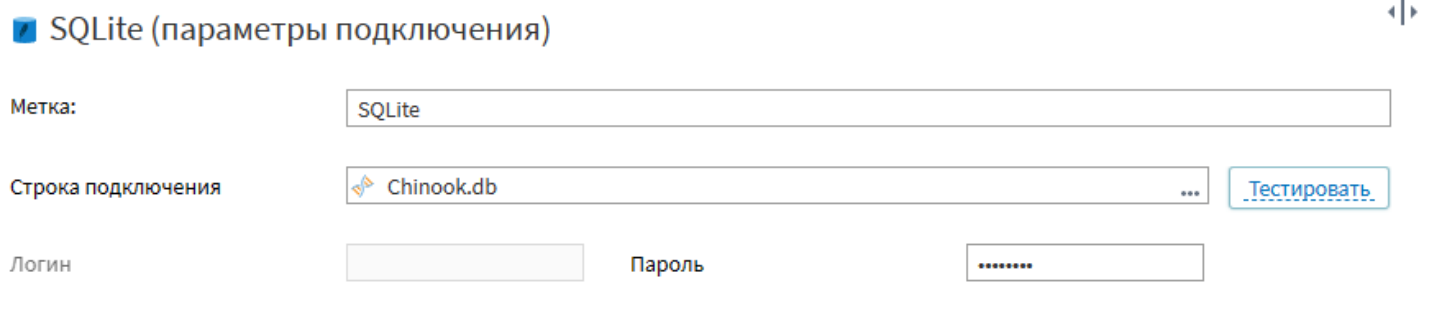 SQLite (параметры подключения)
Метка: SQLite
Строка подключения Chinook.db ... Тестировать
Логин Пароль ••••••••